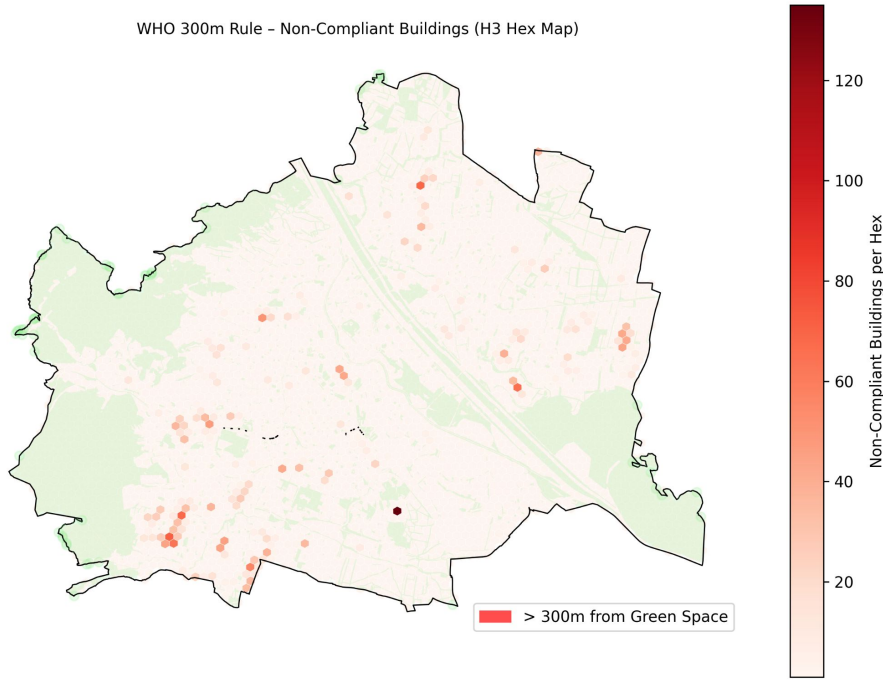 WHO 300m Rule – Non-Compliant Buildings (H3 Hex Map)
120
100
80
60
40
20
Non-Compliant Buildings per Hex
> 300m from Green Space